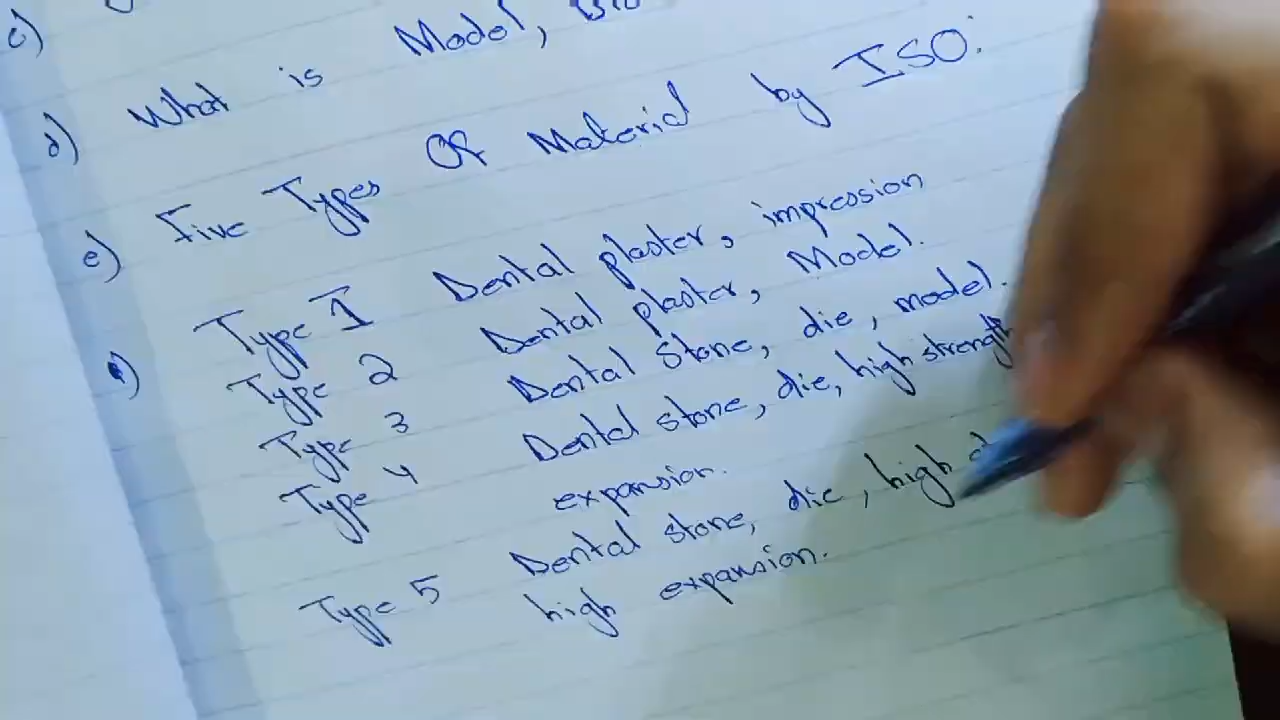 c)
What is Model,
d)
Five Types Of Material by ISO:
e)
Type 1 Dental plaster, impression
Type 2 Dental plaster, Model.
Type 3 Dental Stone, die, model.
Type 4 Dental stone, die, high strength
expansion.
Type 5 Dental stone, die, high
high expansion.